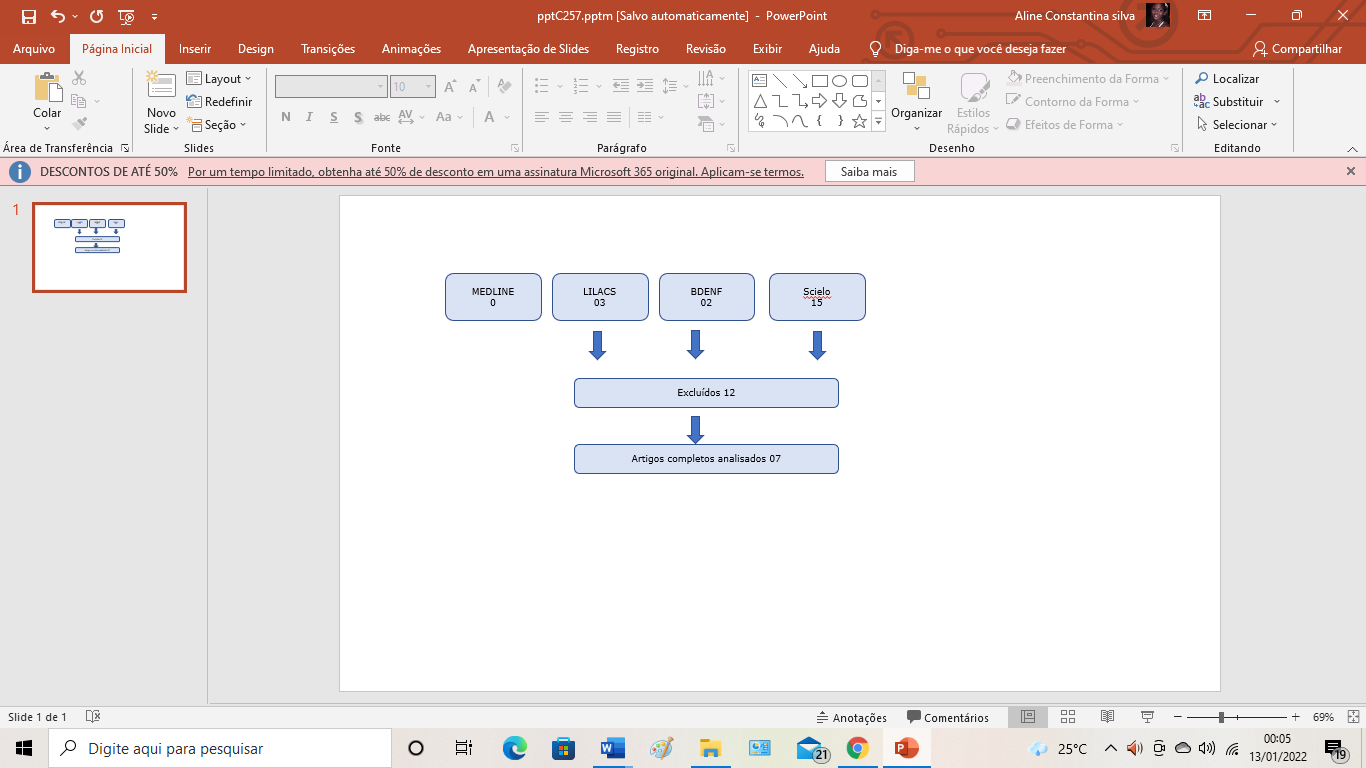 pptC257.pptm [Salvo automaticamente] - PowerPoint
Aline Constantina silva
Arquivo
Página Inicial
Inserir
Design
Transições
Animações
Apresentação de Slides
Registro
Revisão
Exibir
Ajuda
Diga-me o que você deseja fazer
Compartilhar
Colar
Área de Transferência
Novo
Slide
Layout
Redefinir
Seção
Slides
10
N I S S abc AV Aa A
Fonte
Parágrafo
Organizar
Estilos
Rápidos
Preenchimento da Forma
Contorno da Forma
Efeitos de Forma
Desenho
Localizar
Substituir
Selecionar
Editando
DESCONTOS DE ATÉ 50% Por um tempo limitado, obtenha até 50% de desconto em uma assinatura Microsoft 365 original. Aplicam-se termos.
Saiba mais
1
MEDLINE
0
LILACS
03
BDENF
02
Scielo
15
Excluídos 12
Artigos completos analisados 07
Slide 1 de 1
Anotações
Comentários
69%
Digite aqui para pesquisar
21
25°C
00:05
13/01/2022
19